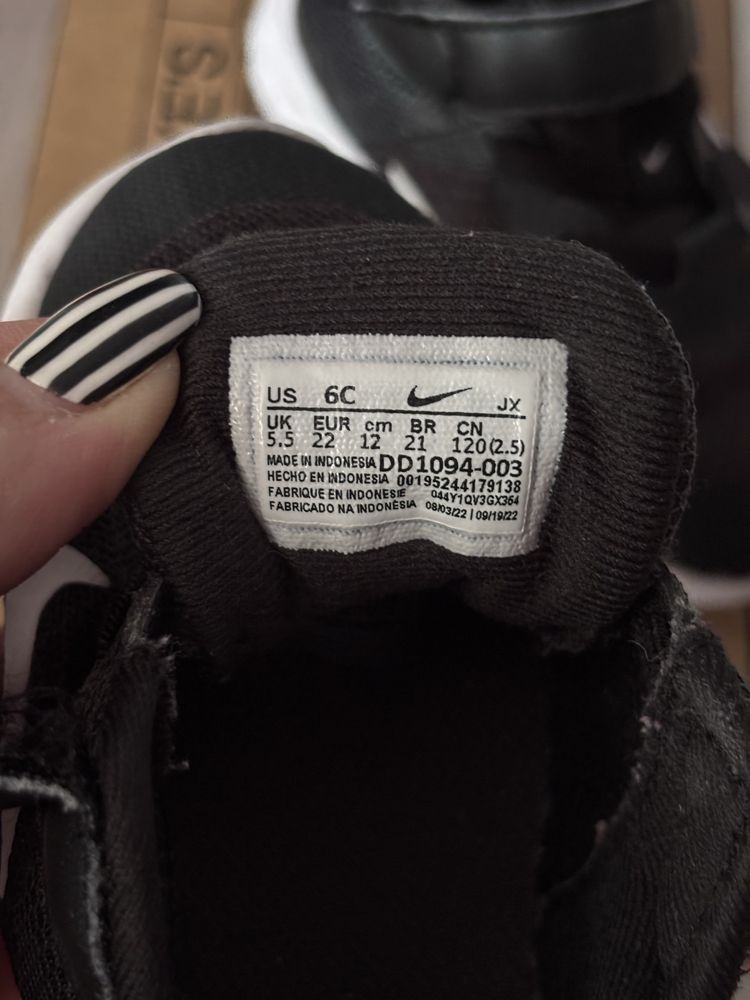 E'S
US 6C JX
UK EUR cm BR CN
5.5 22 12 21 120(2.5)
MADE IN INDONESIA DD1094-003
HECHO EN INDONESIA 00195244179138
FABRIQUE EN INDONESIE 044Y1QV3GX364
FABRICADO NA INDONÉSIA 08/03/22 | 09/19/22